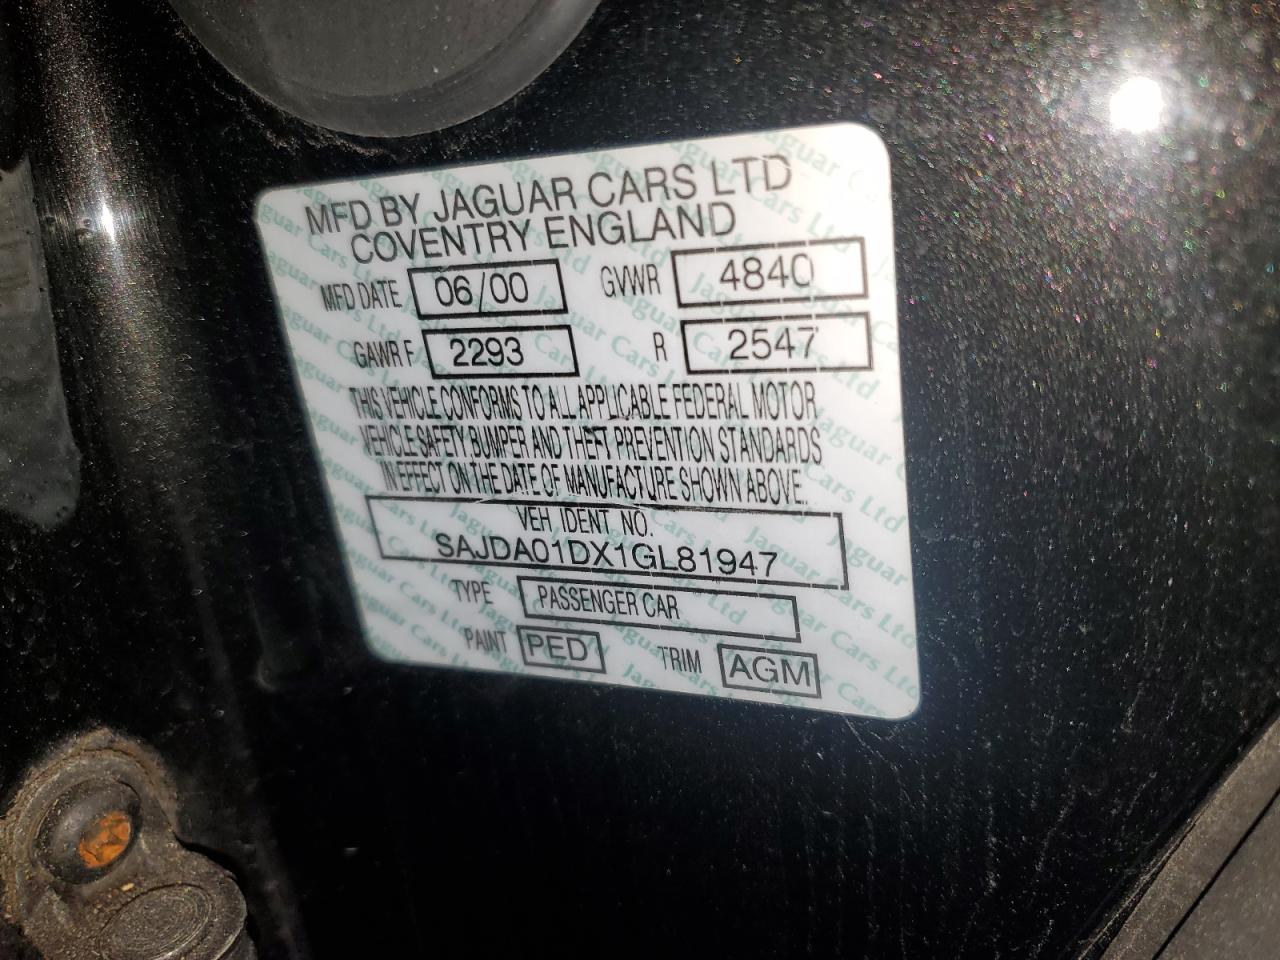 MFD BY JAGUAR CARS LTD
COVENTRY ENGLAND
MFD DATE 06/00 GVWR 4840
GAWR F 2293 R 2547
THIS VEHICLE CONFORMS TO ALL APPLICABLE FEDERAL MOTOR
VEHICLE SAFETY, BUMPER AND THEFT PREVENTION STANDARDS
IN EFFECT ON THE DATE OF MANUFACTURE SHOWN ABOVE.
VEH. IDENT. NO.
SAJDA01DX1GL81947
TYPE PASSENGER CAR
PAINT PED TRIM AGM